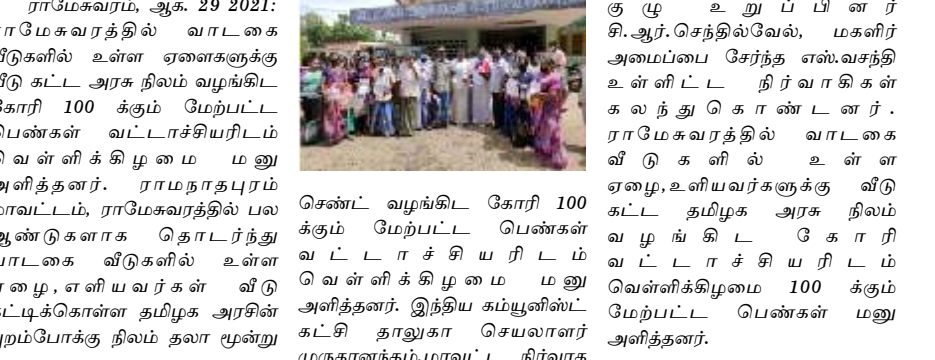 ராமேசுவரம், ஆக. 29 2021:
ராமேசுவரத்தில் வாடகை
வீடுகளில் உள்ள ஏளைகளுக்கு
வீடு கட்ட அரசு நிலம் வழங்கிட
கோரி 100 க்கும் மேற்பட்ட
பெண்கள் வட்டாச்சியரிடம்
வெள்ளிக்கிழமை மனு
அளித்தனர். ராமநாதபுரம்
மாவட்டம், ராமேசுவரத்தில் பல
ஆண்டுகளாக தொடர்ந்து
வாடகை வீடுகளில் உள்ள
ஏழை,எளியவர்கள் வீடு
கட்டிக்கொள்ள தமிழக அரசின்
புறம்போக்கு நிலம் தலா மூன்று
செண்ட் வழங்கிட கோரி 100
க்கும் மேற்பட்ட பெண்கள்
வட்டாச்சியரிடம்
வெள்ளிக்கிழமை மனு
அளித்தனர். இந்திய கம்யூனிஸ்ட்
கட்சி தாலுகா செயலாளர்
முருகானந்தம்,மாவட்ட நிர்வாக
குழு உறுப்பினர்
சி.ஆர்.செந்தில்வேல், மகளிர்
அமைப்பை சேர்ந்த எஸ்.வசந்தி
உள்ளிட்ட நிர்வாகிகள்
கலந்துகொண்டனர்.
ராமேசுவரத்தில் வாடகை
வீடுகளில் உள்ள
ஏழை,உளியவர்களுக்கு வீடு
கட்ட தமிழக அரசு நிலம்
வழங்கிட கோரி
வட்டாச்சியரிடம்
வெள்ளிக்கிழமை 100 க்கும்
மேற்பட்ட பெண்கள் மனு
அளித்தனர்.